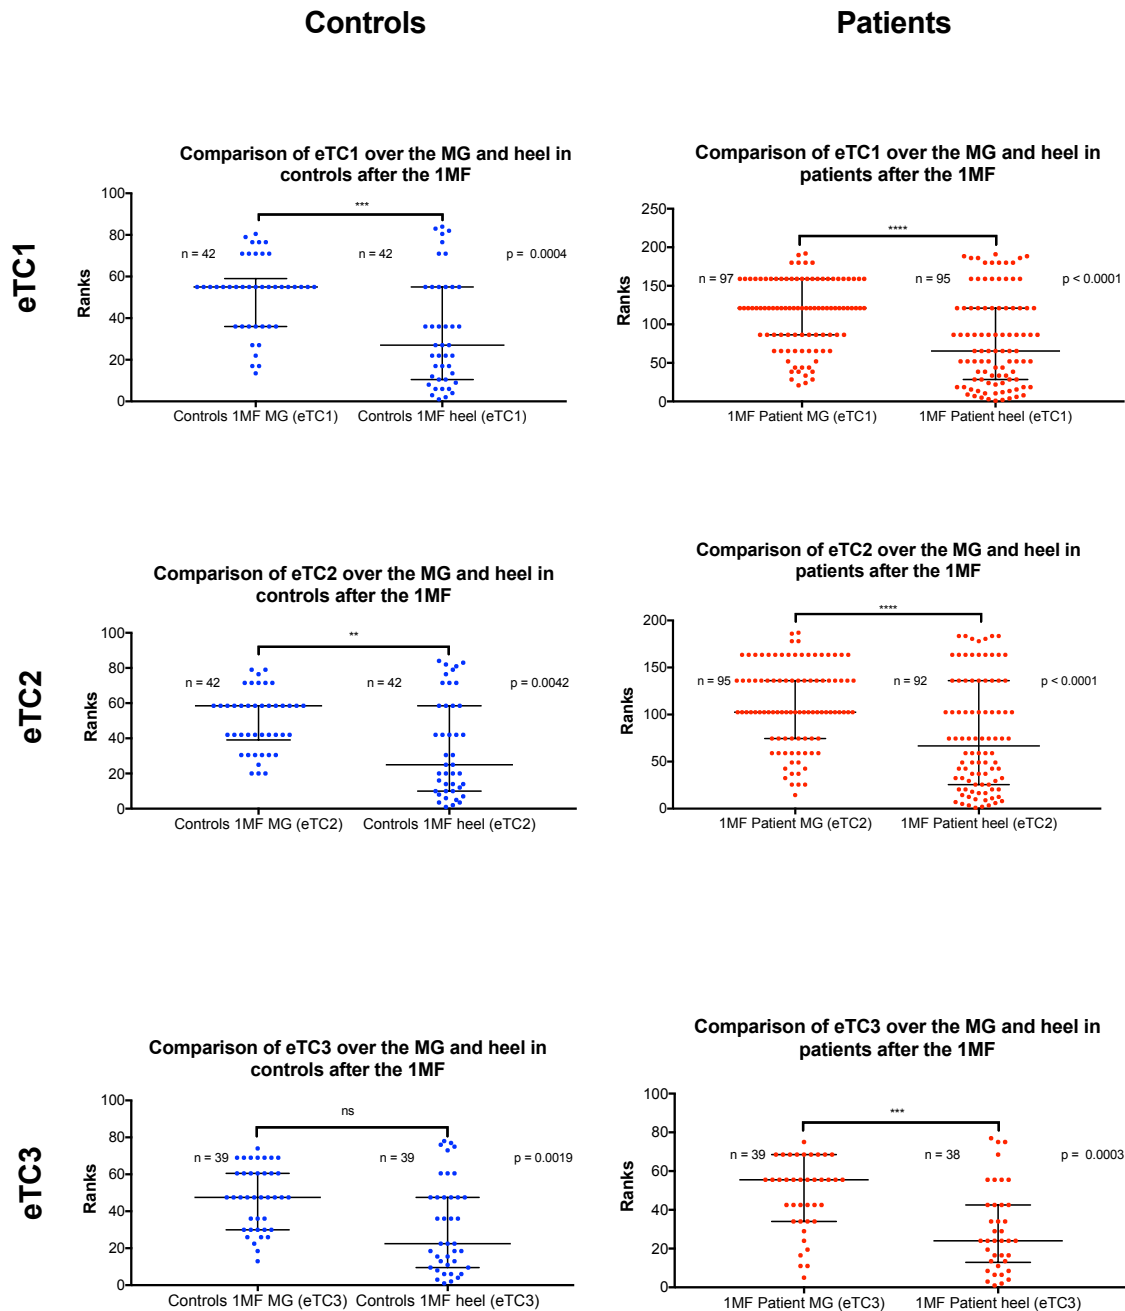 Controls
Patients
eTC1
Comparison of eTC1 over the MG and heel in
controls after the 1MF
100
80
60
40
20
0
Ranks
***
n = 42
n = 42
p = 0.0004
Controls 1MF MG (eTC1)
Controls 1MF heel (eTC1)
Comparison of eTC1 over the MG and heel in
patients after the 1MF
250
200
150
100
50
0
Ranks
****
n = 97
n = 95
p < 0.0001
1MF Patient MG (eTC1)
1MF Patient heel (eTC1)
eTC2
Comparison of eTC2 over the MG and heel in
controls after the 1MF
100
80
60
40
20
0
Ranks
**
n = 42
n = 42
p = 0.0042
Controls 1MF MG (eTC2)
Controls 1MF heel (eTC2)
Comparison of eTC2 over the MG and heel in
patients after the 1MF
200
150
100
50
0
Ranks
****
n = 95
n = 92
p < 0.0001
1MF Patient MG (eTC2)
1MF Patient heel (eTC2)
eTC3
Comparison of eTC3 over the MG and heel in
controls after the 1MF
100
80
60
40
20
0
Ranks
ns
n = 39
n = 39
p = 0.0019
Controls 1MF MG (eTC3)
Controls 1MF heel (eTC3)
Comparison of eTC3 over the MG and heel in
patients after the 1MF
100
80
60
40
20
0
Ranks
***
n = 39
n = 38
p = 0.0003
1MF Patient MG (eTC3)
1MF Patient heel (eTC3)